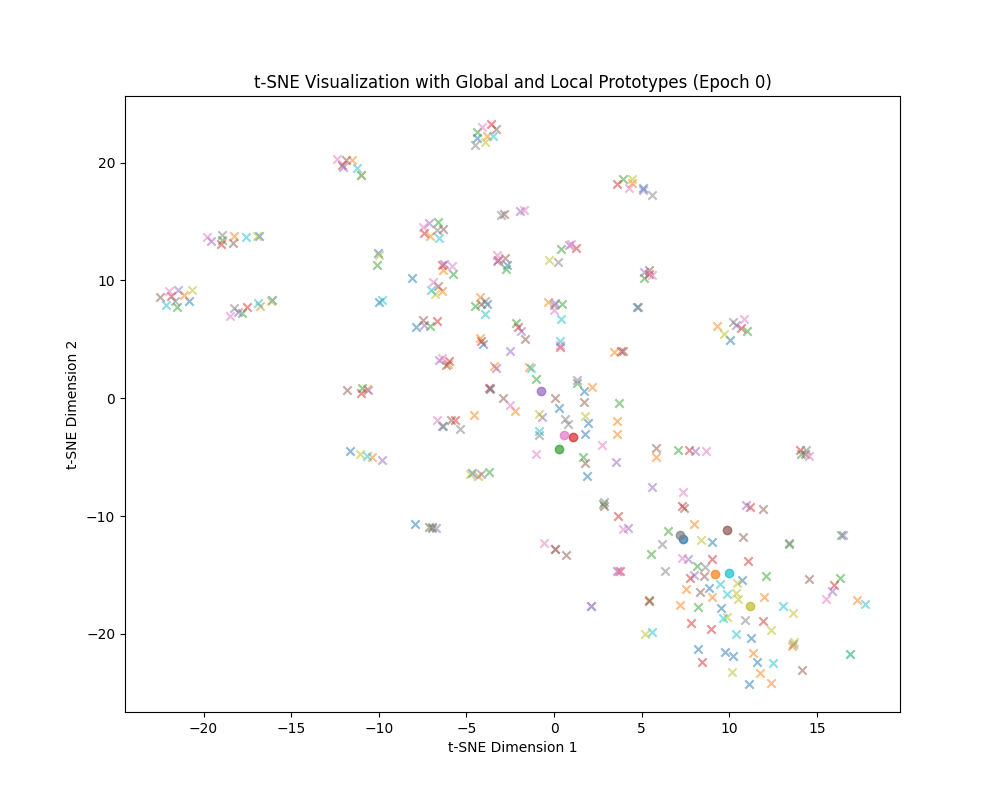 t-SNE Visualization with Global and Local Prototypes (Epoch 0)
20
10
0
−10
−20
t-SNE Dimension 2
−20 −15 −10 −5 0 5 10 15
t-SNE Dimension 1